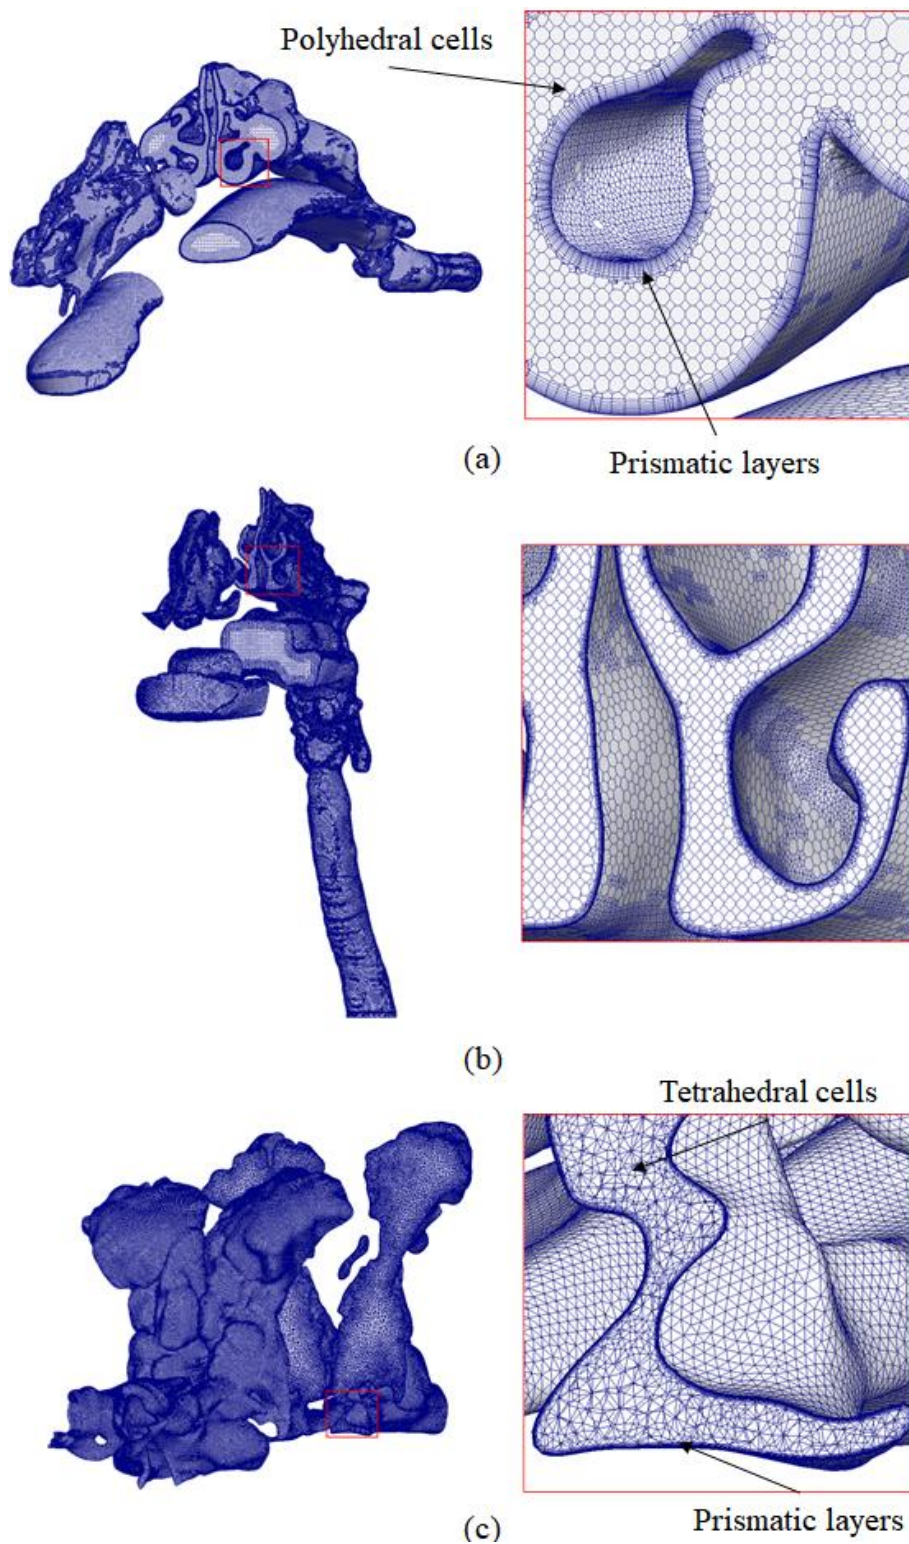 Polyhedral cells
(a)
Prismatic layers
(b)
Tetrahedral cells
Prismatic layers
(c)